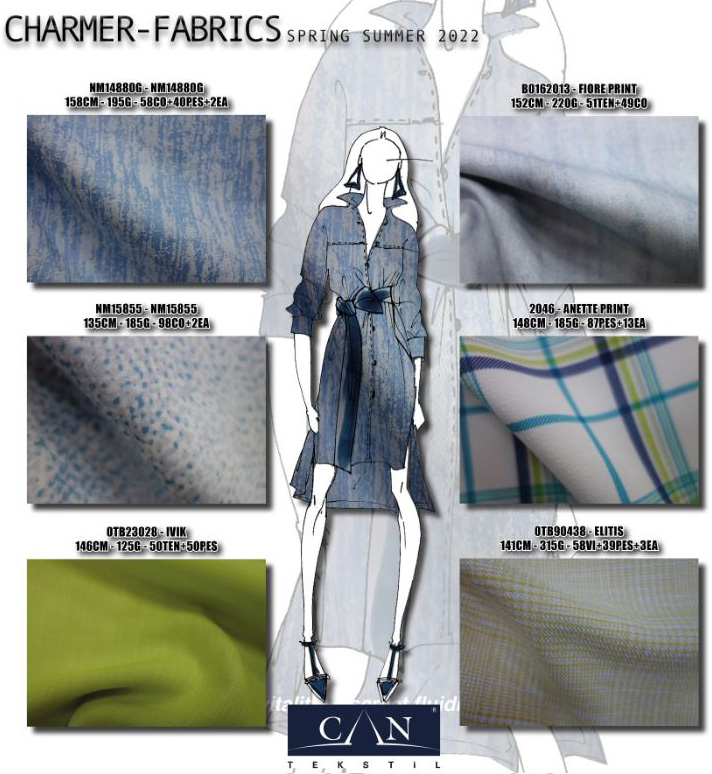 CHARMER-FABRICS SPRING SUMMER 2022
NM14880G - NM14880G
158CM - 195G - 58CO+40PES+2EA
B0162013 - FIORE PRINT
152CM - 220G - 51TEN+49CO
NM15855 - NM15855
135CM - 185G - 98CO+2EA
2046 - ANETTE PRINT
148CM - 185G - 87PES+13EA
OTB23028 - IVIK
146CM - 125G - 50TEN+50PES
OTB90438 - ELITIS
141CM - 315G - 58VI+39PES+3EA
CAN
TEKSTİL